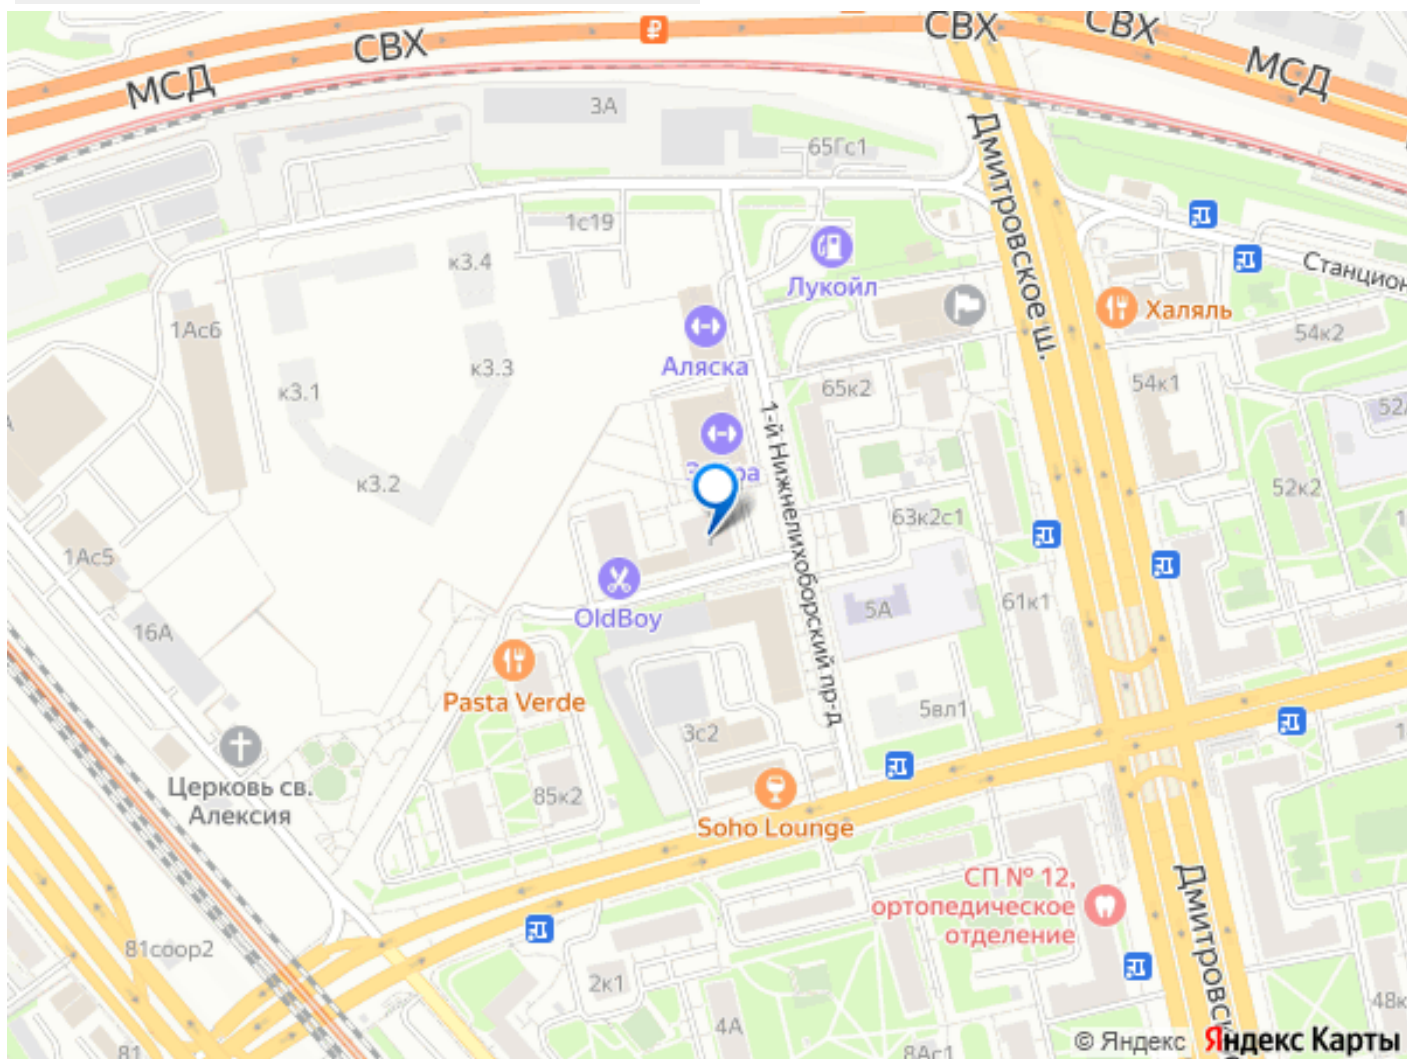 СВХ
СВХ
СВХ
МСД
МСД
3А
65Гс1
Дмитровское ш.
1с19
к3.4
Лукойл
Станцион
Халяль
1Ас6
54к2
Аляска
к3.3
к3.1
65к2
54к1
1-й Нижнелихоборский пр-д
к3.2
52к2
63к2с1
1Ас5
OldBoy
5А
61к1
16А
Pasta Verde
5вл1
3с2
Церковь св.
Алексия
85к2
Soho Lounge
СП № 12,
ортопедическое
отделение
Дмитровс
81соор2
2к1
48к
4А
8Ас1
81
© Яндекс Яндекс Карты